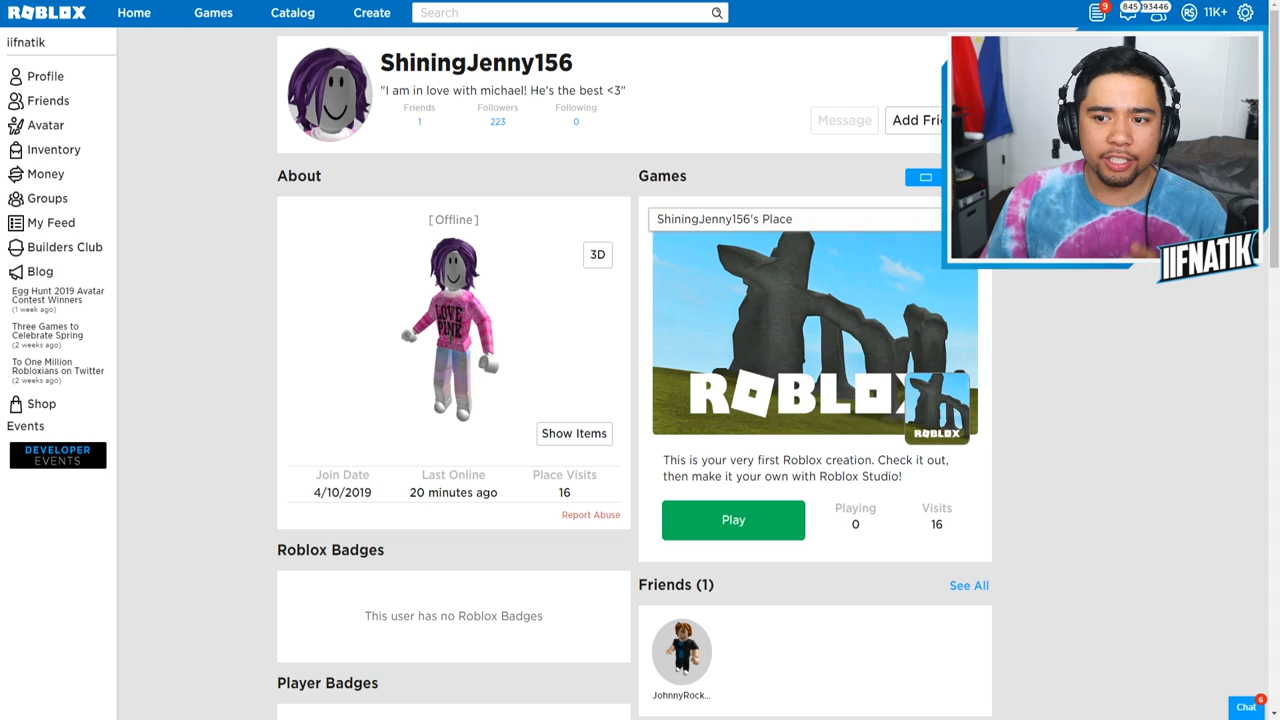 ROBLOX
Home
Games
Catalog
Create
Search
9
845
93446
11K+
iifnatik
Profile
Friends
Avatar
Inventory
Money
Groups
My Feed
Builders Club
Blog
Egg Hunt 2019 Avatar
Contest Winners
(1 week ago)
Three Games to
Celebrate Spring
(2 weeks ago)
To One Million
Robloxians on Twitter
(2 weeks ago)
Shop
Events
DEVELOPER
EVENTS
ShiningJenny156
"I am in love with michael! He's the best <3"
Friends
Followers
Following
1
223
0
Message
Add Frie
IIFNATIK
About
[ Offline ]
3D
LOVE
PINK
Show Items
Join Date
Last Online
Place Visits
4/10/2019
20 minutes ago
16
Report Abuse
Roblox Badges
This user has no Roblox Badges
Player Badges
Games
ShiningJenny156's Place
ROBLOX
ROBLOX
This is your very first Roblox creation. Check it out,
then make it your own with Roblox Studio!
Play
Playing
Visits
0
16
Friends (1)
See All
JohnnyRock...
Chat
6